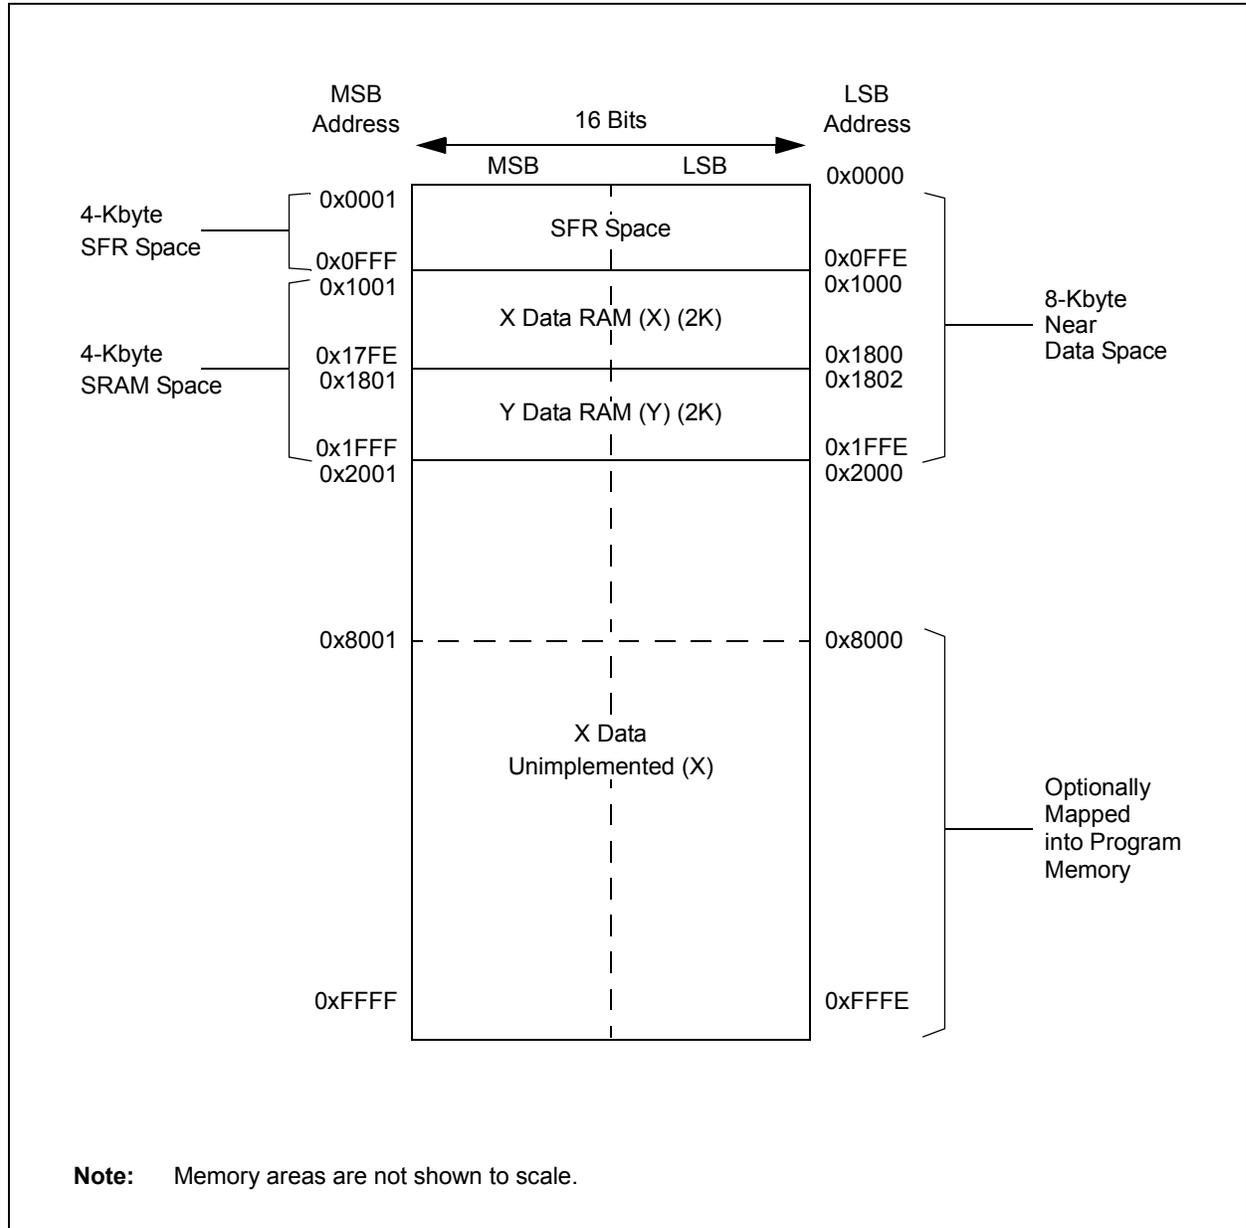 MSB
Address
16 Bits
LSB
Address
MSB
LSB
0x0000
0x0001
4-Kbyte
SFR Space
SFR Space
0x0FFF
0x0FFE
0x1001
0x1000
X Data RAM (X) (2K)
8-Kbyte
Near
Data Space
4-Kbyte
SRAM Space
0x17FE
0x1800
0x1801
0x1802
Y Data RAM (Y) (2K)
0x1FFF
0x1FFE
0x2001
0x2000
0x8001
0x8000
X Data
Unimplemented (X)
Optionally
Mapped
into Program
Memory
0xFFFF
0xFFFE
Note: Memory areas are not shown to scale.